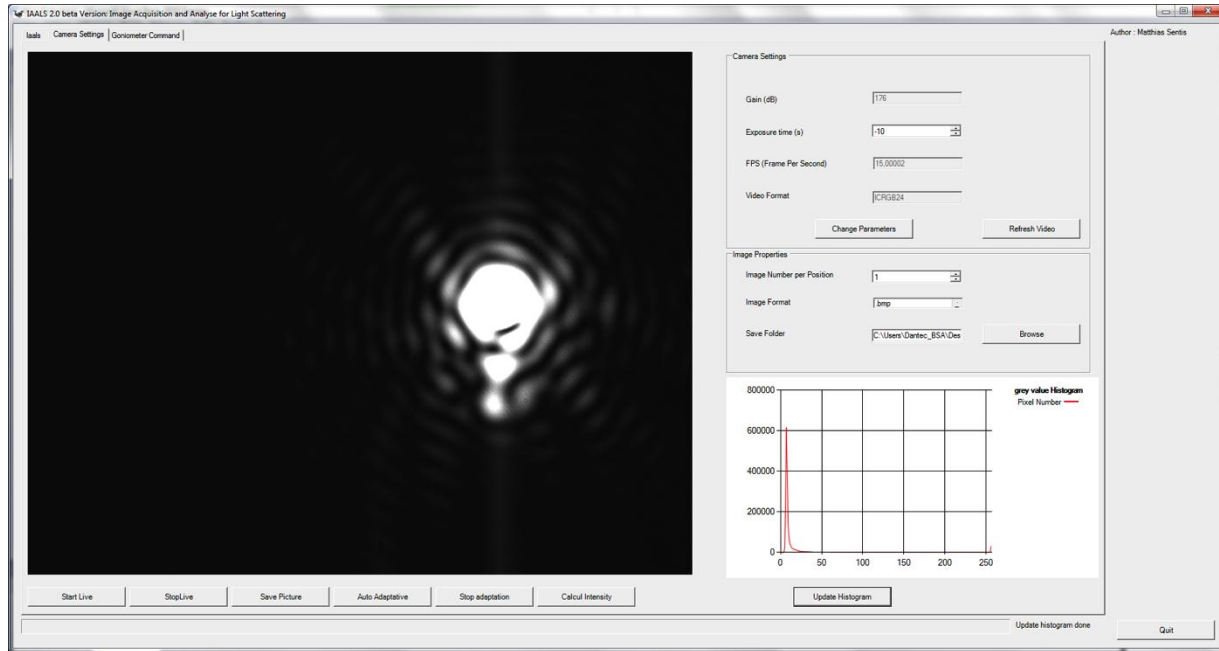 IAALS 2.0 beta Version: Image Acquisition and Analyse for Light Scattering
Iaals Camera Settings Goniometer Command
Author : Matthias Sentis
Camera Settings
Gain (dB) 176
Exposure time (s) -10
FPS (Frame Per Second) 15,00002
Video Format ICRGB24
Change Parameters Refresh Video
Image Properties
Image Number per Position 1
Image Format .bmp
Save Folder C:\Users\Dantec_BSA\Des Browse
grey value Histogram
Pixel Number
800000
600000
400000
200000
0
0 50 100 150 200 250
Start Live StopLive Save Picture Auto Adaptative Stop adaptation Calcul Intensity Update Histogram
Update histogram done
Quit